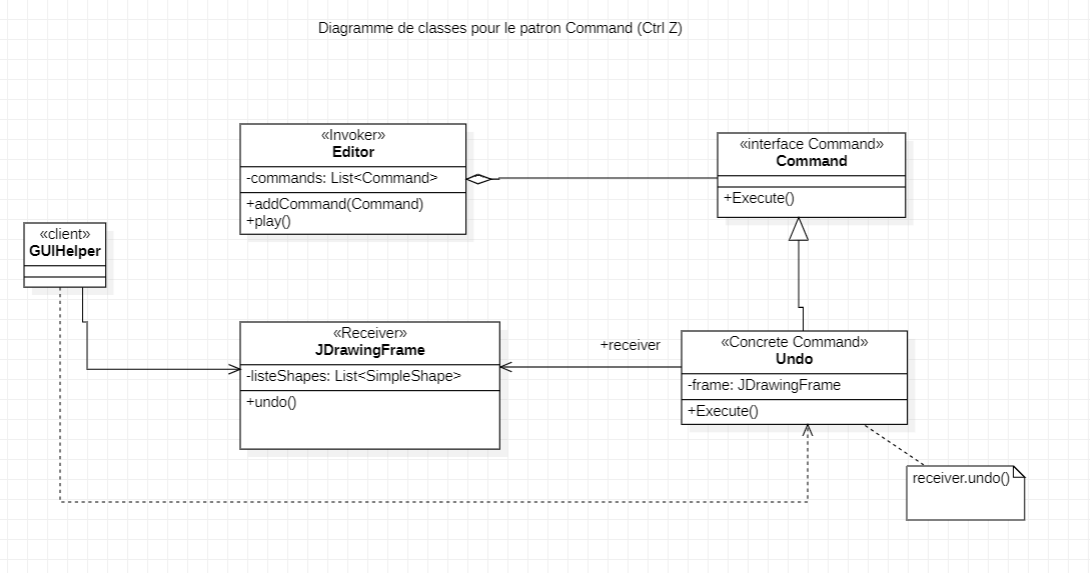 Diagramme de classes pour le patron Command (Ctrl Z)
«Invoker»
Editor
-commands: List<Command>
+addCommand(Command)
+play()
«interface Command»
Command
+Execute()
«client»
GUIHelper
«Receiver»
JDrawingFrame
-listeShapes: List<SimpleShape>
+undo()
+receiver
«Concrete Command»
Undo
-frame: JDrawingFrame
+Execute()
receiver.undo()